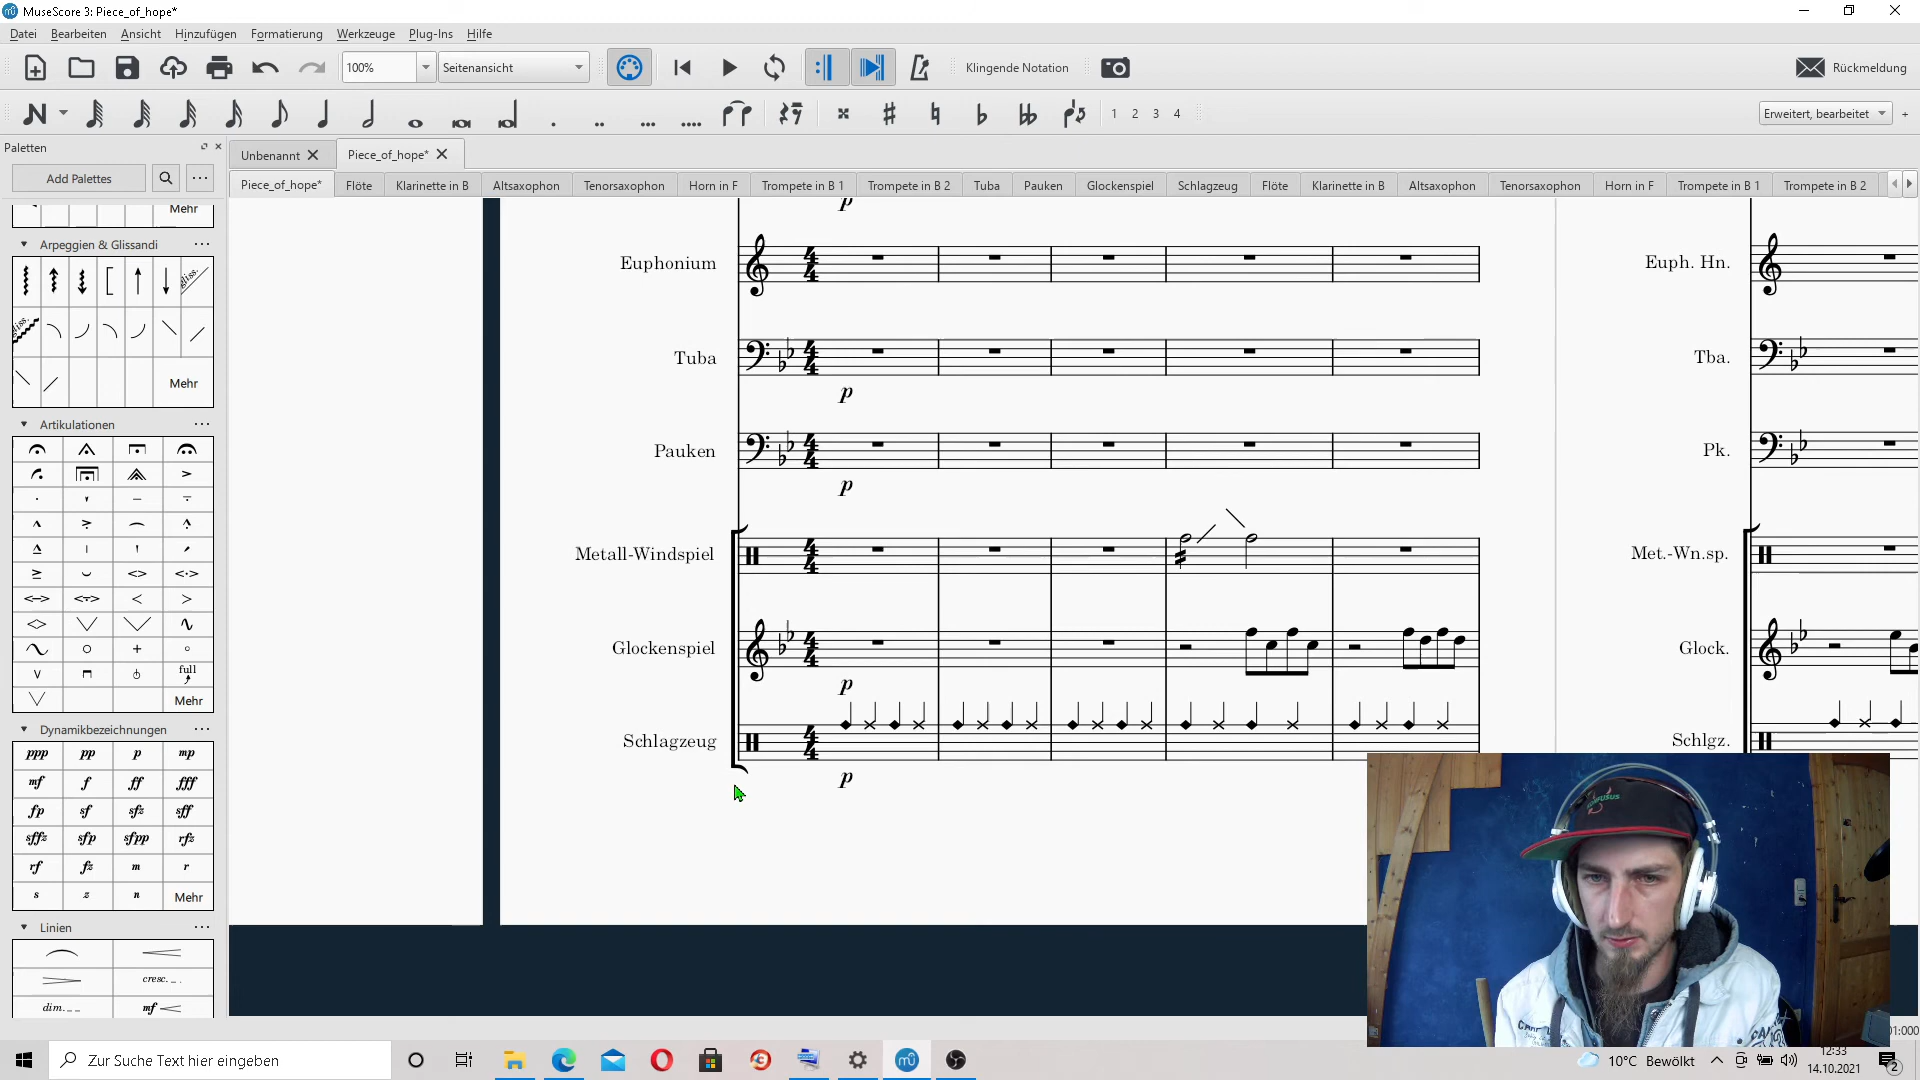 MuseScore 3: Piece_of_hope*
Datei Bearbeiten Ansicht Hinzufügen Formatierung Werkzeuge Plug-Ins Hilfe
100% Seitenansicht Klingende Notation Rückmeldung
1 2 3 4 Erweitert, bearbeitet +
Paletten
Unbenannt Piece_of_hope*
Add Palettes ...
Piece_of_hope* Flöte Klarinette in B Altsaxophon Tenorsaxophon Horn in F Trompete in B 1 Trompete in B 2 Tuba Pauken Glockenspiel Schlagzeug Flöte Klarinette in B Altsaxophon Tenorsaxophon Horn in F Trompete in B 1 Trompete in B 2
Mehr
Arpeggien & Glissandi ...
gliss.
gliss.
Mehr
Artikulationen ...
full
Mehr
Dynamikbezeichnungen ...
ppp pp p mp
mf f ff fff
fp sf sfz sff
sffz sfp sfpp rfz
rf fz m r
s z n Mehr
Linien ...
cresc.
dim. mf
p
Euphonium Euph. Hn.
Tuba Tba.
p
Pauken Pk.
p
Metall-Windspiel Met.-Wn.sp.
Glockenspiel Glock.
p
Schlagzeug Schlgz.
p
01:000
Zur Suche Text hier eingeben
10°C Bewölkt
12:33
14.10.2021
2